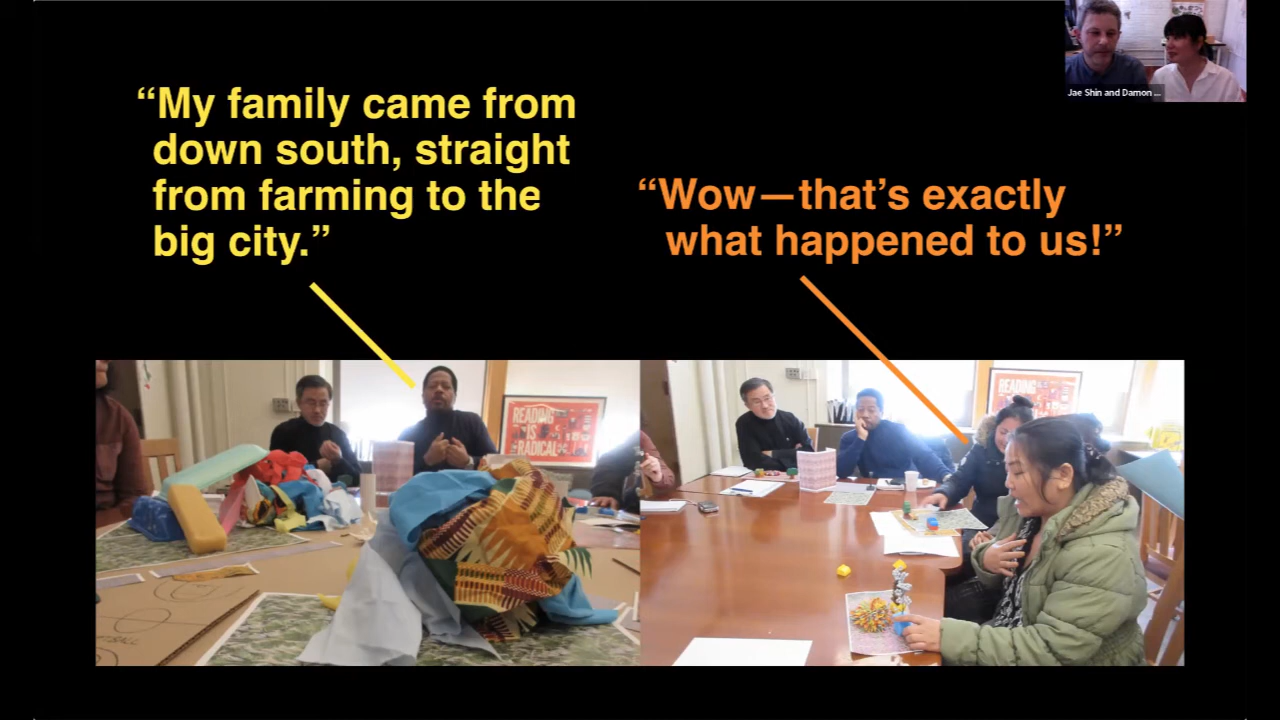 “My family came from
down south, straight
from farming to the
big city.”
“Wow—that’s exactly
what happened to us!”
Jae Shin and Damon ...
READING
IS
RADICAL
READING